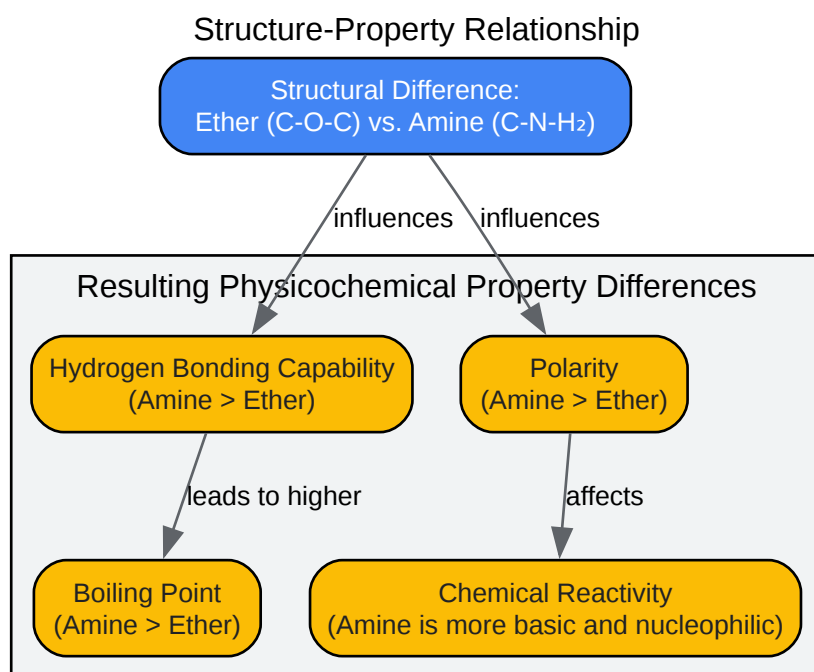 Structure-Property Relationship
Structural Difference:
Ether (C-O-C) vs. Amine (C-N-H₂)
influences
influences
Resulting Physicochemical Property Differences
Hydrogen Bonding Capability
(Amine > Ether)
Polarity
(Amine > Ether)
leads to higher
affects
Boiling Point
(Amine > Ether)
Chemical Reactivity
(Amine is more basic and nucleophilic)